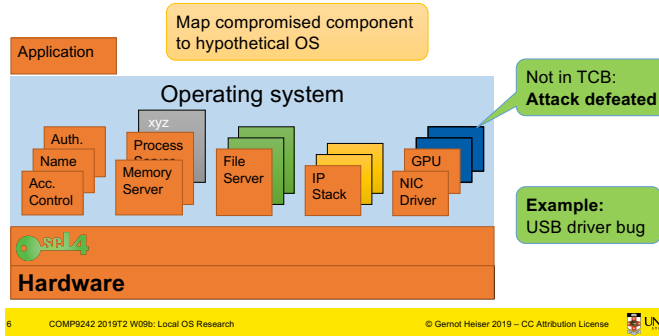 Map compromised component
to hypothetical OS
Application
Operating system
Not in TCB:
Attack defeated
xyz
Auth.
Name
Acc.
Control
Process
Memory
Server
File
Server
IP
Stack
GPU
NIC
Driver
Example:
USB driver bug
seL4
Hardware
6
COMP9242 2019T2 W09b: Local OS Research
© Gernot Heiser 2019 – CC Attribution License